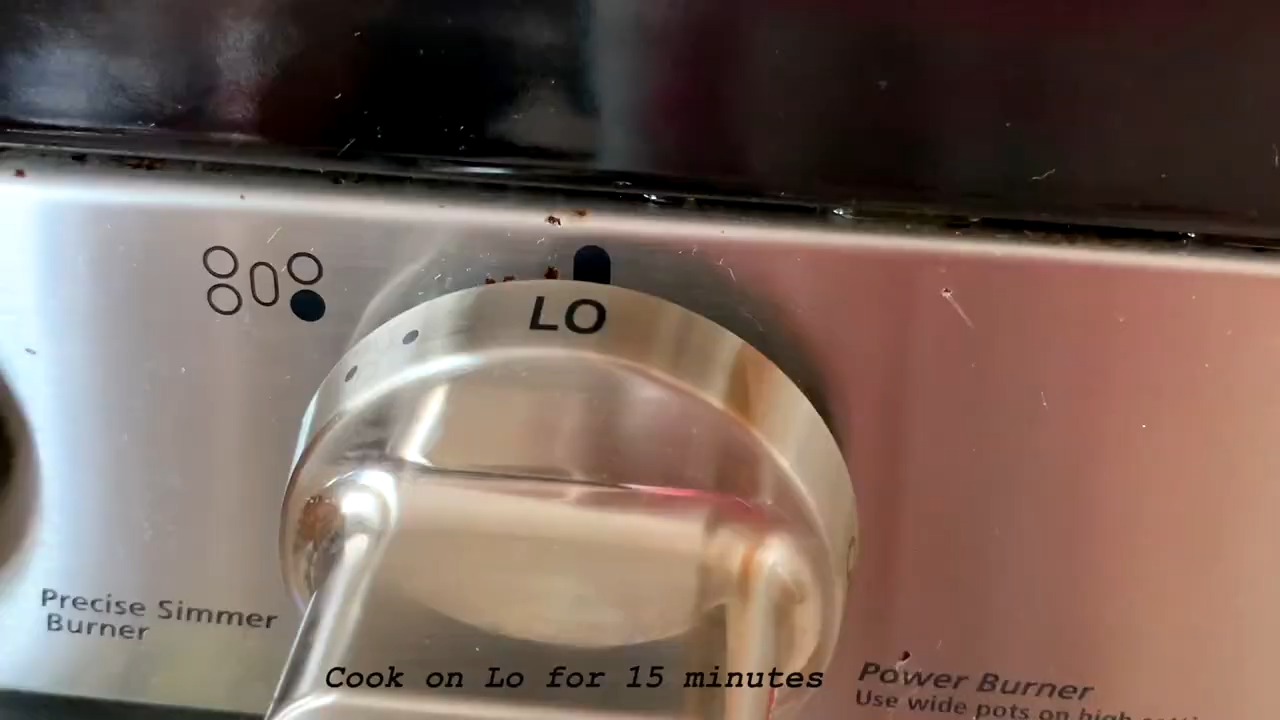 LO
Precise Simmer
Burner
Cook on Lo for 15 minutes
Power Burner
Use wide pots on high